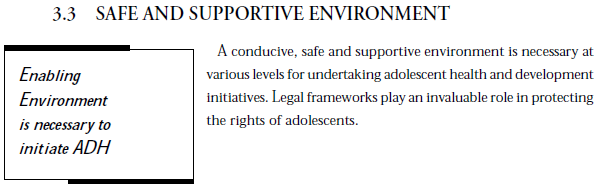 3.3 SAFE AND SUPPORTIVE ENVIRONMENT
Enabling
Environment
is necessary to
initiate ADH
A conducive, safe and supportive environment is necessary at
various levels for undertaking adolescent health and development
initiatives. Legal frameworks play an invaluable role in protecting
the rights of adolescents.